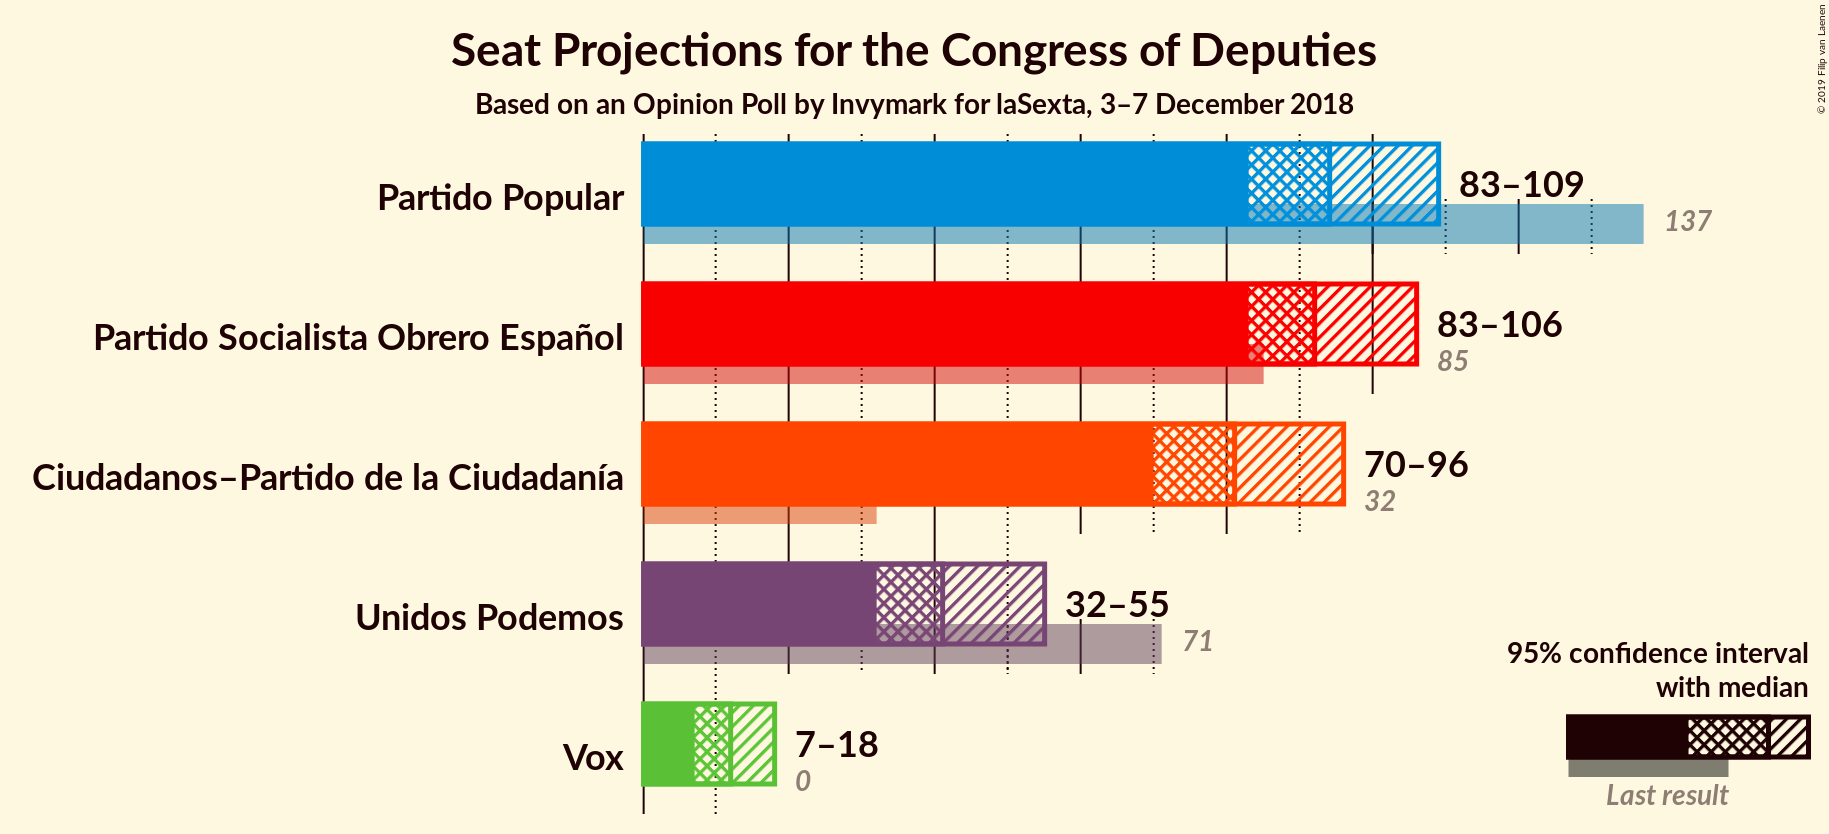 Seat Projections for the Congress of Deputies
Based on an Opinion Poll by Invymark for laSexta, 3–7 December 2018
© 2019 Filip van Laenen
Partido Popular
83–109
137
Partido Socialista Obrero Español
83–106
85
Ciudadanos–Partido de la Ciudadanía
70–96
32
Unidos Podemos
32–55
71
Vox
7–18
0
95% confidence interval
with median
Last result